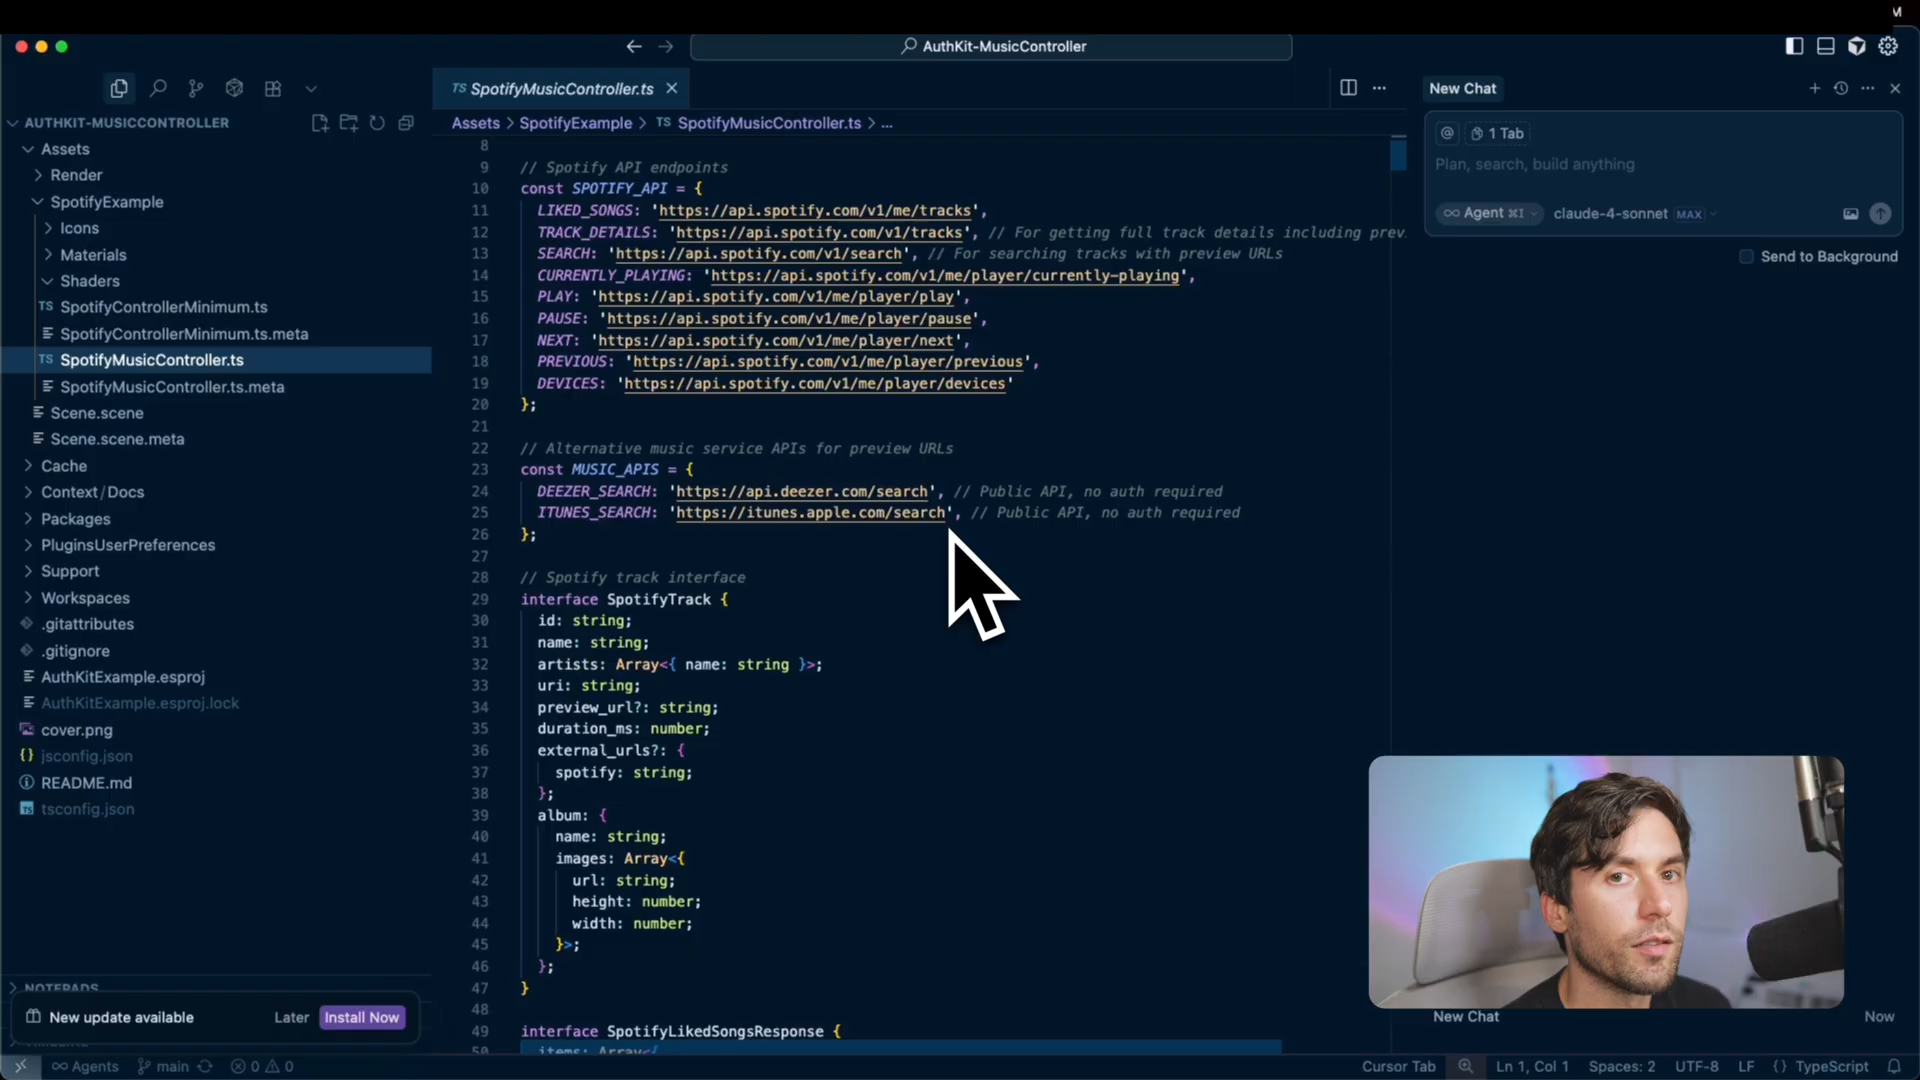 M
AuthKit-MusicController
AUTHKIT-MUSICCONTROLLER
Assets
Render
SpotifyExample
Icons
Materials
Shaders
TS SpotifyControllerMinimum.ts
SpotifyControllerMinimum.ts.meta
TS SpotifyMusicController.ts
SpotifyMusicController.ts.meta
Scene.scene
Scene.scene.meta
Cache
Context/Docs
Packages
PluginsUserPreferences
Support
Workspaces
.gitattributes
.gitignore
AuthKitExample.esproj
AuthKitExample.esproj.lock
cover.png
{} jsconfig.json
README.md
TS tsconfig.json
NOTEPADS
New update available
Later
Install Now
TS SpotifyMusicController.ts
Assets > SpotifyExample > TS SpotifyMusicController.ts > ...
8
9 // Spotify API endpoints
10 const SPOTIFY_API = {
11 LIKED_SONGS: 'https://api.spotify.com/v1/me/tracks',
12 TRACK_DETAILS: 'https://api.spotify.com/v1/tracks', // For getting full track details including prev
13 SEARCH: 'https://api.spotify.com/v1/search', // For searching tracks with preview URLs
14 CURRENTLY_PLAYING: 'https://api.spotify.com/v1/me/player/currently-playing',
15 PLAY: 'https://api.spotify.com/v1/me/player/play',
16 PAUSE: 'https://api.spotify.com/v1/me/player/pause',
17 NEXT: 'https://api.spotify.com/v1/me/player/next',
18 PREVIOUS: 'https://api.spotify.com/v1/me/player/previous',
19 DEVICES: 'https://api.spotify.com/v1/me/player/devices'
20 };
21
22 // Alternative music service APIs for preview URLs
23 const MUSIC_APIS = {
24 DEEZER_SEARCH: 'https://api.deezer.com/search', // Public API, no auth required
25 ITUNES_SEARCH: 'https://itunes.apple.com/search', // Public API, no auth required
26 };
27
28 // Spotify track interface
29 interface SpotifyTrack {
30 id: string;
31 name: string;
32 artists: Array<{ name: string }>;
33 uri: string;
34 preview_url?: string;
35 duration_ms: number;
36 external_urls?: {
37 spotify: string;
38 };
39 album: {
40 name: string;
41 images: Array<{
42 url: string;
43 height: number;
44 width: number;
45 }>;
46 };
47 }
48
49 interface SpotifyLikedSongsResponse {
50 items: Array<{
New Chat
@ 1 Tab
Plan, search, build anything
∞ Agent ⌘I
claude-4-sonnet MAX
Send to Background
New Chat
Now
∞ Agents
main
0 0
Cursor Tab
Ln 1, Col 1
Spaces: 2
UTF-8
LF
{} TypeScript